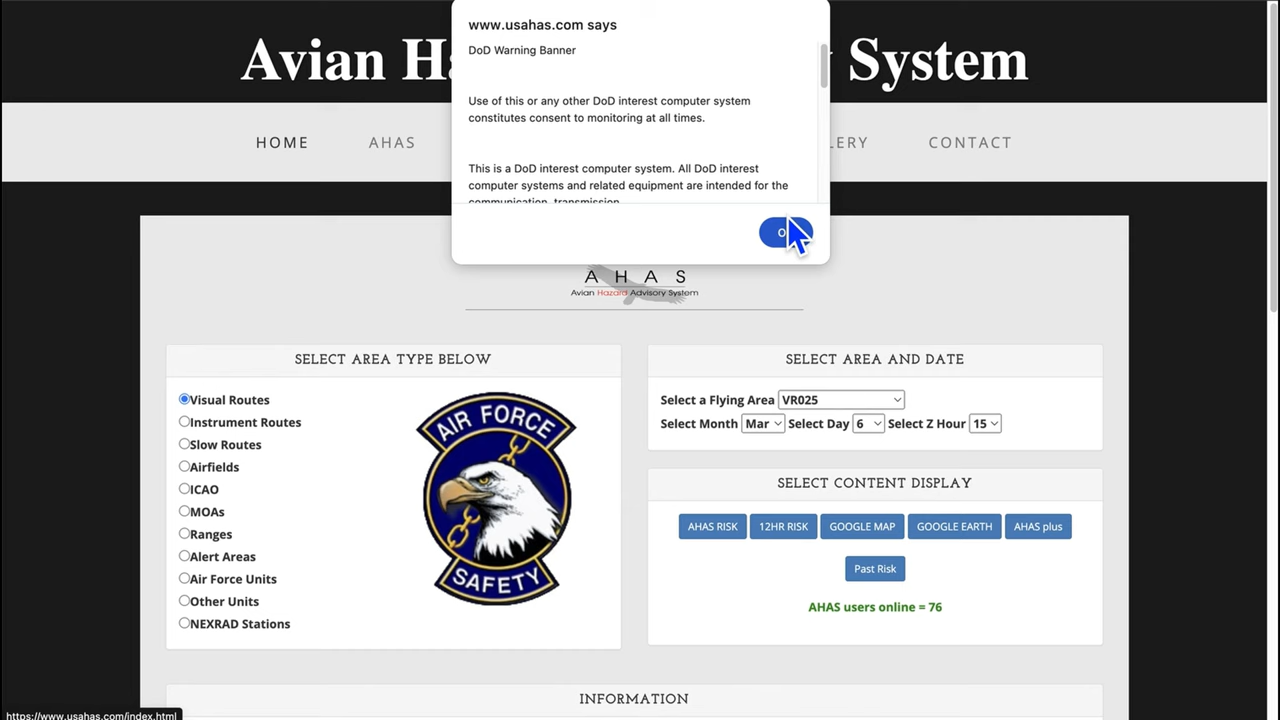 www.usahas.com says
DoD Warning Banner
Use of this or any other DoD interest computer system
constitutes consent to monitoring at all times.
This is a DoD interest computer system. All DoD interest
computer systems and related equipment are intended for the
communication, transmission,
Avian Ha System
HOME AHAS LERY CONTACT
A H A S
Avian Hazard Advisory System
SELECT AREA TYPE BELOW
Visual Routes
Instrument Routes
Slow Routes
Airfields
ICAO
MOAs
Ranges
Alert Areas
Air Force Units
Other Units
NEXRAD Stations
AIR FORCE
SAFETY
SELECT AREA AND DATE
Select a Flying Area VR025
Select Month Mar Select Day 6 Select Z Hour 15
SELECT CONTENT DISPLAY
AHAS RISK 12HR RISK GOOGLE MAP GOOGLE EARTH AHAS plus
Past Risk
AHAS users online = 76
INFORMATION
https://www.usahas.com/index.html